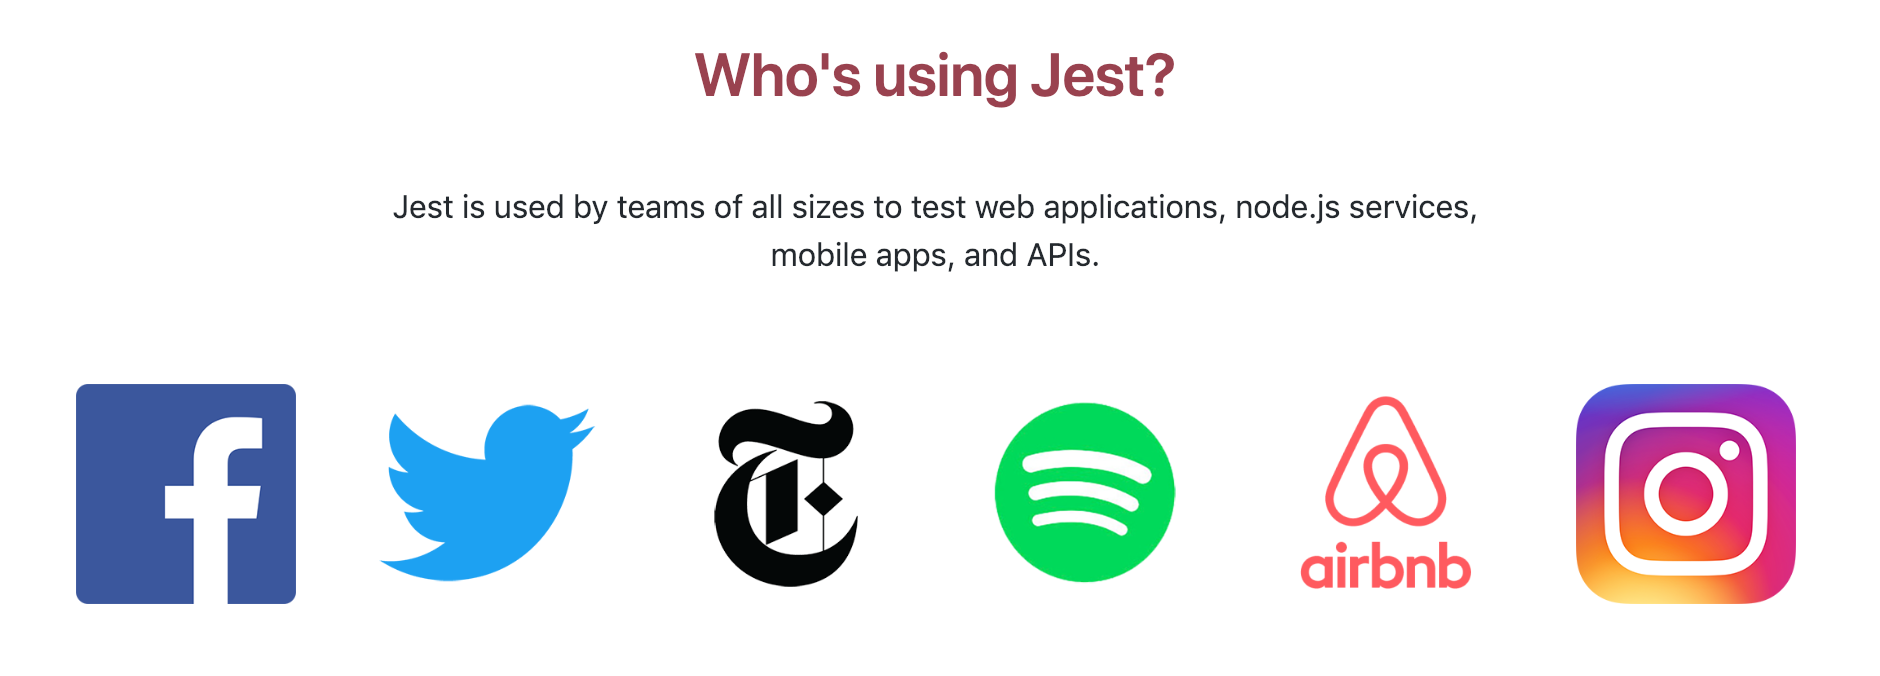 Who's using Jest?
Jest is used by teams of all sizes to test web applications, node.js services,
mobile apps, and APIs.
airbnb